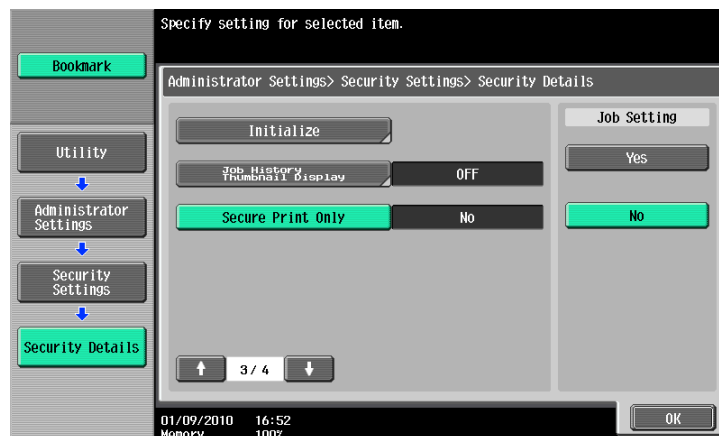 Specify setting for selected item.
Bookmark
Administrator Settings> Security Settings> Security Details
Utility
Administrator
Settings
Security
Settings
Security Details
Initialize
Job History
Thumbnail Display
OFF
Secure Print Only
No
3/ 4
Job Setting
Yes
No
01/09/2010 16:52
Memory 100%
OK